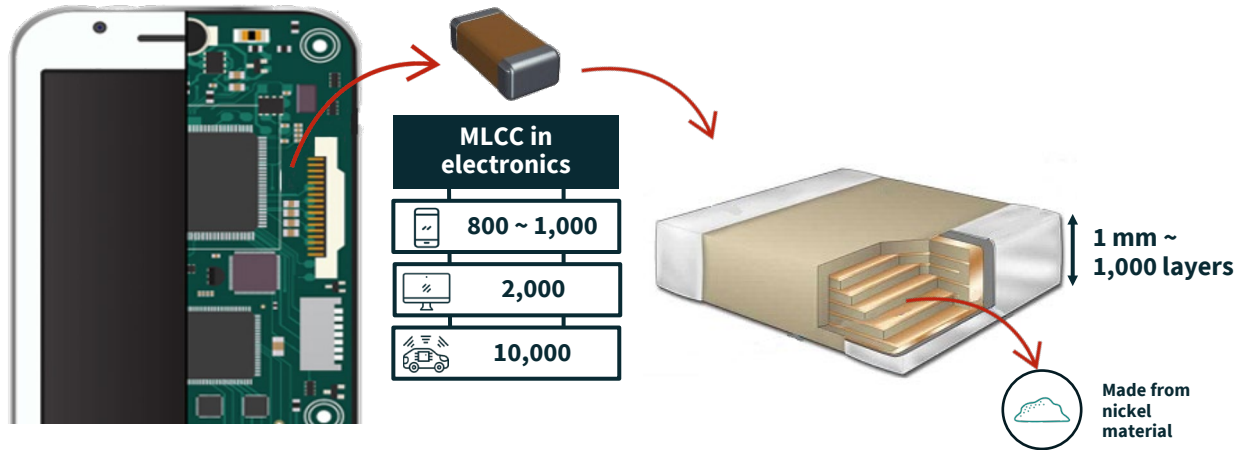 MLCC in
electronics
800 ~ 1,000
2,000
10,000
1 mm ~
1,000 layers
Made from
nickel
material